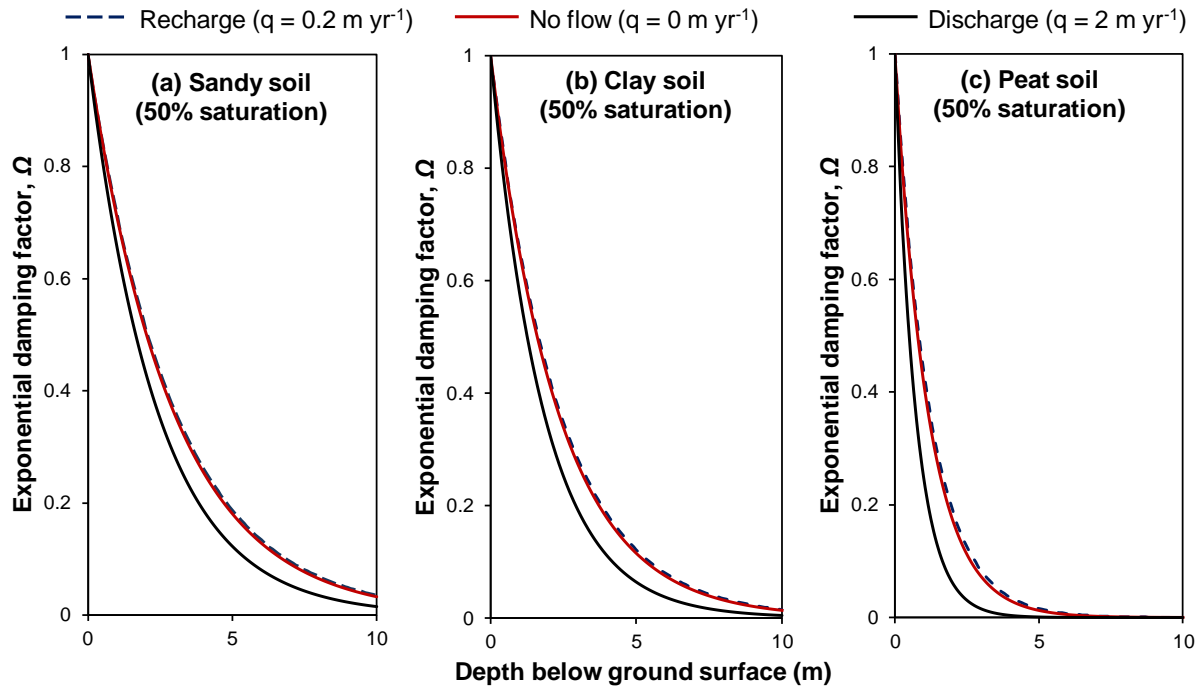 Recharge (q = 0.2 m yr⁻¹)
No flow (q = 0 m yr⁻¹)
Discharge (q = 2 m yr⁻¹)
(a) Sandy soil
(50% saturation)
Exponential damping factor, Ω
1
0.8
0.6
0.4
0.2
0
0
5
10
(b) Clay soil
(50% saturation)
Exponential damping factor, Ω
1
0.8
0.6
0.4
0.2
0
0
5
10
(c) Peat soil
(50% saturation)
Exponential damping factor, Ω
1
0.8
0.6
0.4
0.2
0
0
5
10
Depth below ground surface (m)